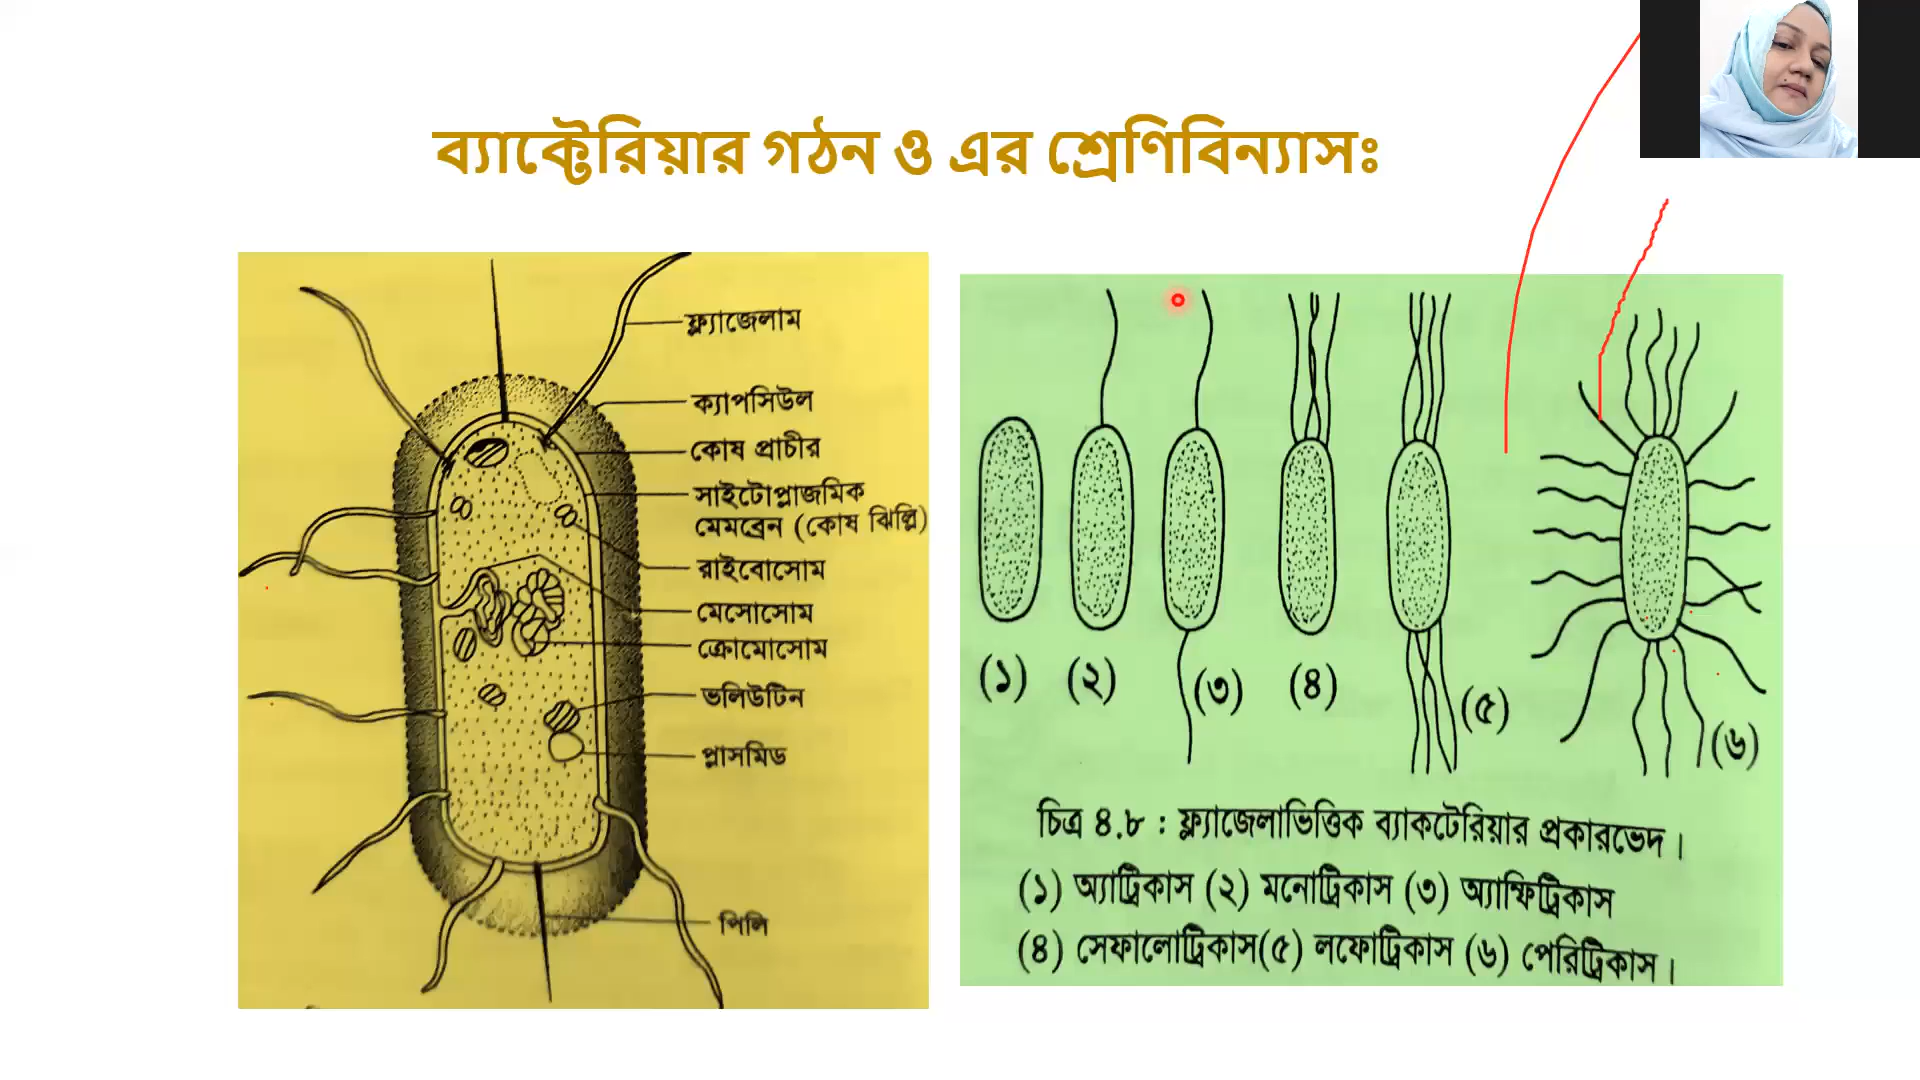 ব্যাক্টেরিয়ার গঠন ও এর শ্রেণিবিন্যাসঃ
ফ্ল্যাজেলাম
ক্যাপসিউল
কোষ প্রাচীর
সাইটোপ্লাজমিক
মেমব্রেন (কোষ ঝিল্লি)
রাইবোসোম
মেসোসোম
ক্রোমোসোম
ভলিউটিন
প্লাসমিড
পিলি
(১) (২) (৩) (৪) (৫) (৬)
চিত্র ৪.৮ : ফ্ল্যাজেলাভিত্তিক ব্যাকটেরিয়ার প্রকারভেদ।
(১) অ্যাট্রিকাস (২) মনোট্রিকাস (৩) অ্যাম্ফিট্রিকাস
(৪) সেফালোট্রিকাস(৫) লফোট্রিকাস (৬) পেরিট্রিকাস।